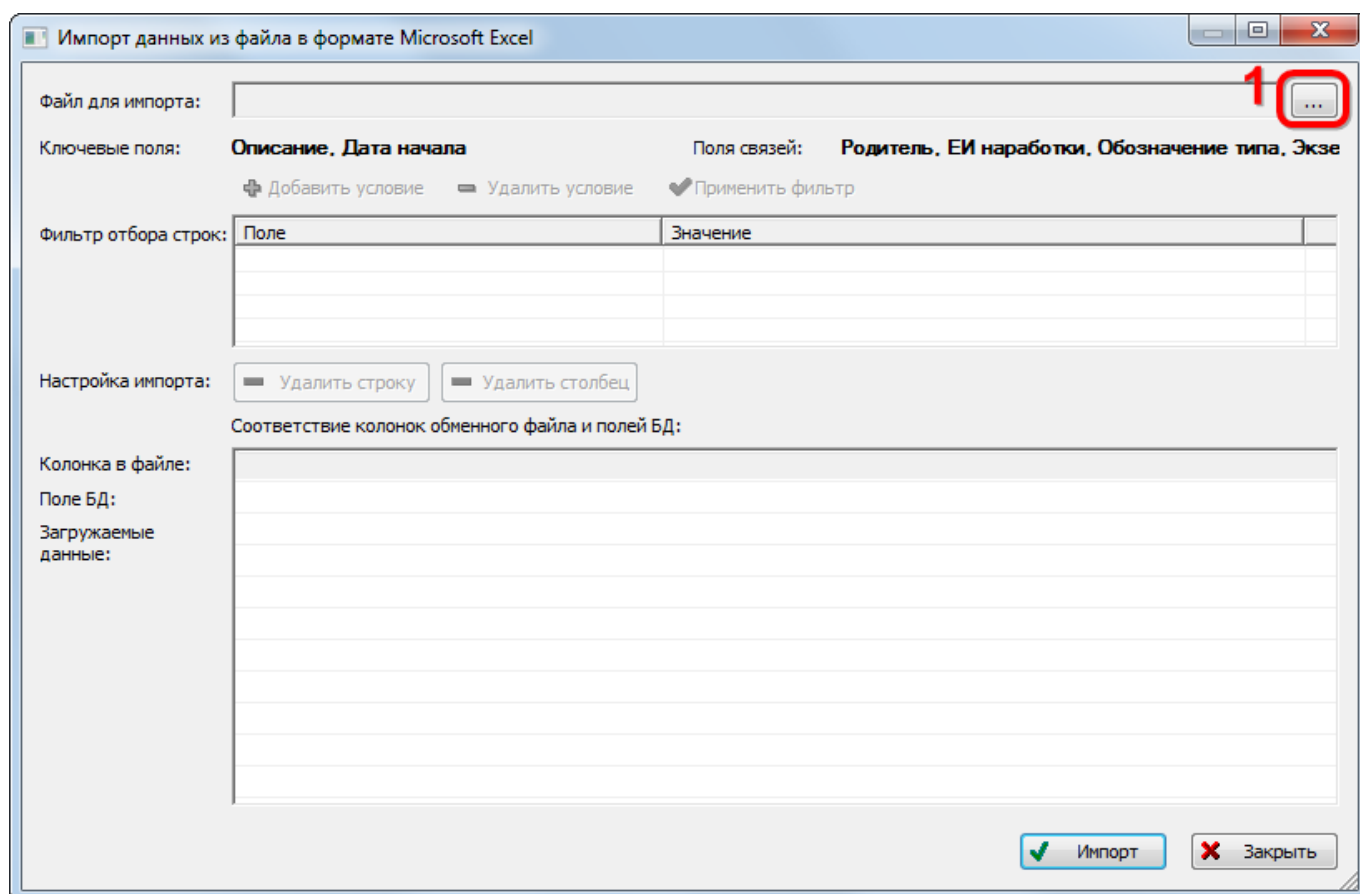 Импорт данных из файла в формате Microsoft Excel
1
Файл для импорта: ...
Ключевые поля: Описание, Дата начала Поля связей: Родитель, ЕИ наработки, Обозначение типа, Экзе
Добавить условие Удалить условие Применить фильтр
Фильтр отбора строк: Поле Значение
Настройка импорта: Удалить строку Удалить столбец
Соответствие колонок обменного файла и полей БД:
Колонка в файле:
Поле БД:
Загружаемые
данные:
Импорт Закрыть